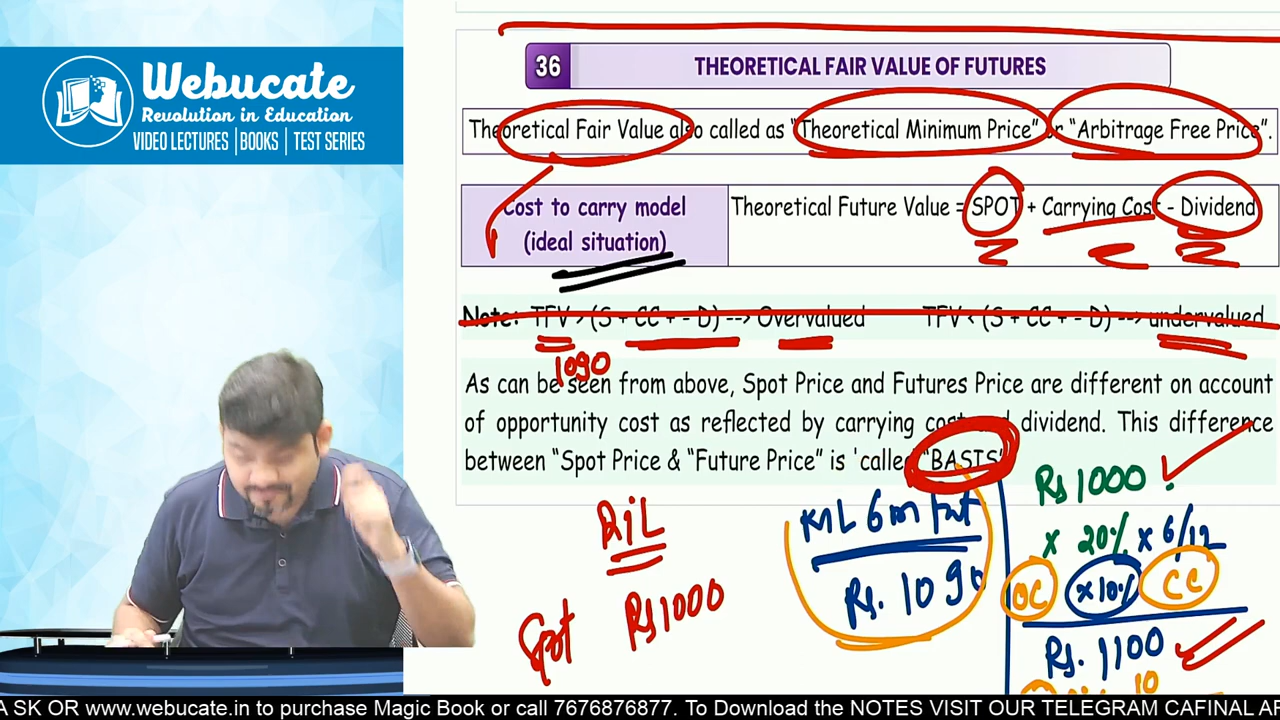 Webucate
Revolution in Education
VIDEO LECTURES | BOOKS | TEST SERIES
36 THEORETICAL FAIR VALUE OF FUTURES
Theoretical Fair Value also called as "Theoretical Minimum Price" or "Arbitrage Free Price".
Cost to carry model
(ideal situation)
Theoretical Future Value = SPOT + Carrying Cost - Dividend
Note: TFV > (S + CC + - D) --> Overvalued TFV < (S + CC + - D) --> undervalued
1090
As can be seen from above, Spot Price and Futures Price are different on account
of opportunity cost as reflected by carrying cost and dividend. This difference
between "Spot Price & "Future Price" is 'called "BASIS"
RIL
Spot Rs 1000
RIL 6m Fut
Rs. 1090
Rs 1000
x 20% x 6/12
OC x 10% CC
Rs. 1100
10
A SK OR www.webucate.in to purchase Magic Book or call 7676876877. To Download the NOTES VISIT OUR TELEGRAM CAFINAL AF